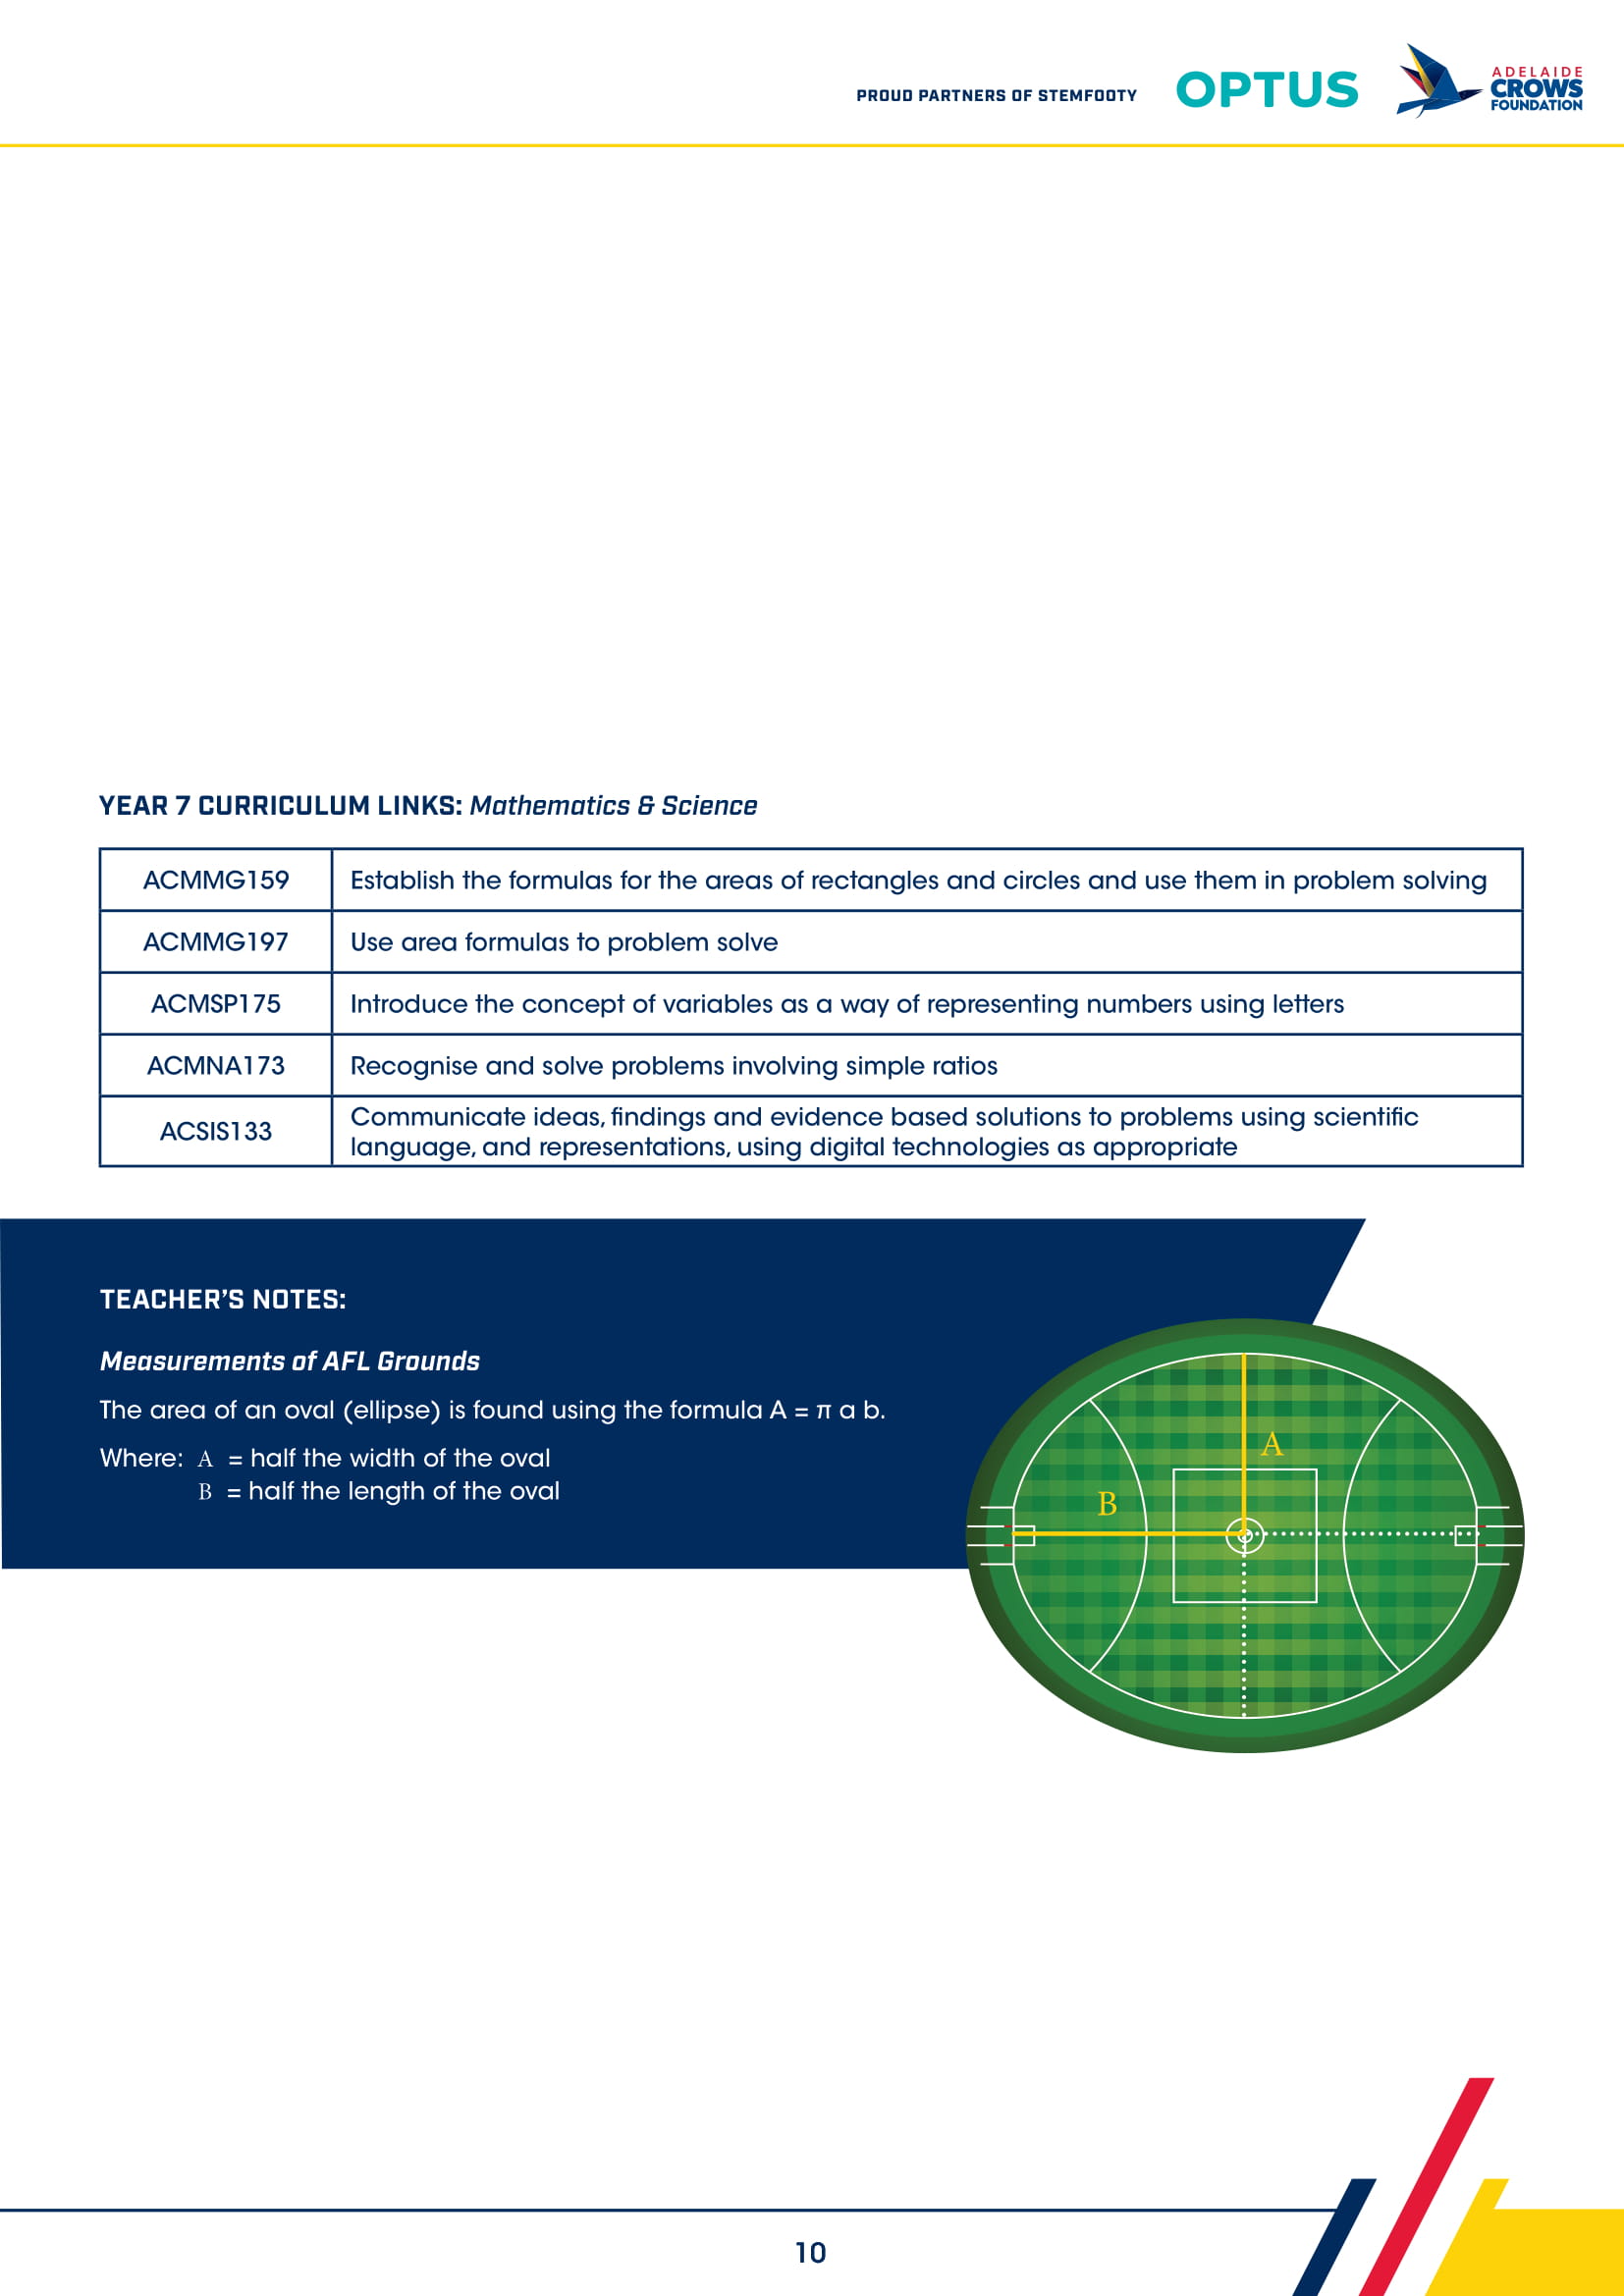 PROUD PARTNERS OF STEMFOOTY
OPTUS
ADELAIDE
CROWS
FOUNDATION
YEAR 7 CURRICULUM LINKS: Mathematics & Science
ACMMG159 Establish the formulas for the areas of rectangles and circles and use them in problem solving
ACMMG197 Use area formulas to problem solve
ACMSP175 Introduce the concept of variables as a way of representing numbers using letters
ACMNA173 Recognise and solve problems involving simple ratios
ACSIS133 Communicate ideas, findings and evidence based solutions to problems using scientific
language, and representations, using digital technologies as appropriate
TEACHER’S NOTES:
Measurements of AFL Grounds
The area of an oval (ellipse) is found using the formula A = π a b.
Where: A = half the width of the oval
B = half the length of the oval
A
B
10